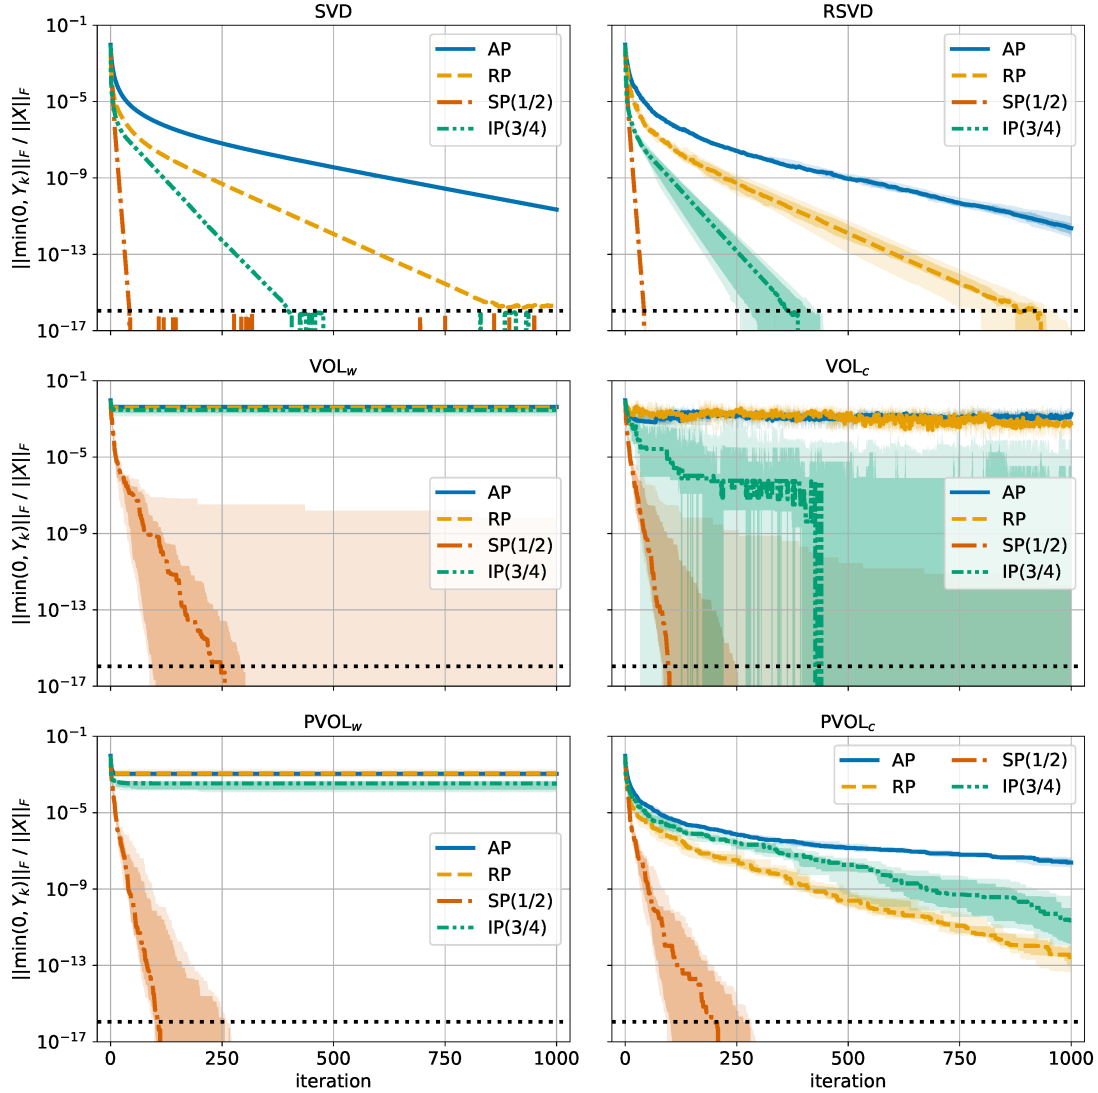 SVD
RSVD
||min(0, Y_k)||_F / ||X||_F
10^-1
10^-5
10^-9
10^-13
10^-17
AP
RP
SP(1/2)
IP(3/4)
AP
RP
SP(1/2)
IP(3/4)
VOL_w
VOL_c
||min(0, Y_k)||_F / ||X||_F
10^-1
10^-5
10^-9
10^-13
10^-17
AP
RP
SP(1/2)
IP(3/4)
AP
RP
SP(1/2)
IP(3/4)
PVOL_w
PVOL_c
||min(0, Y_k)||_F / ||X||_F
10^-1
10^-5
10^-9
10^-13
10^-17
AP
RP
SP(1/2)
IP(3/4)
AP
RP
SP(1/2)
IP(3/4)
0 250 500 750 1000
0 250 500 750 1000
iteration
iteration